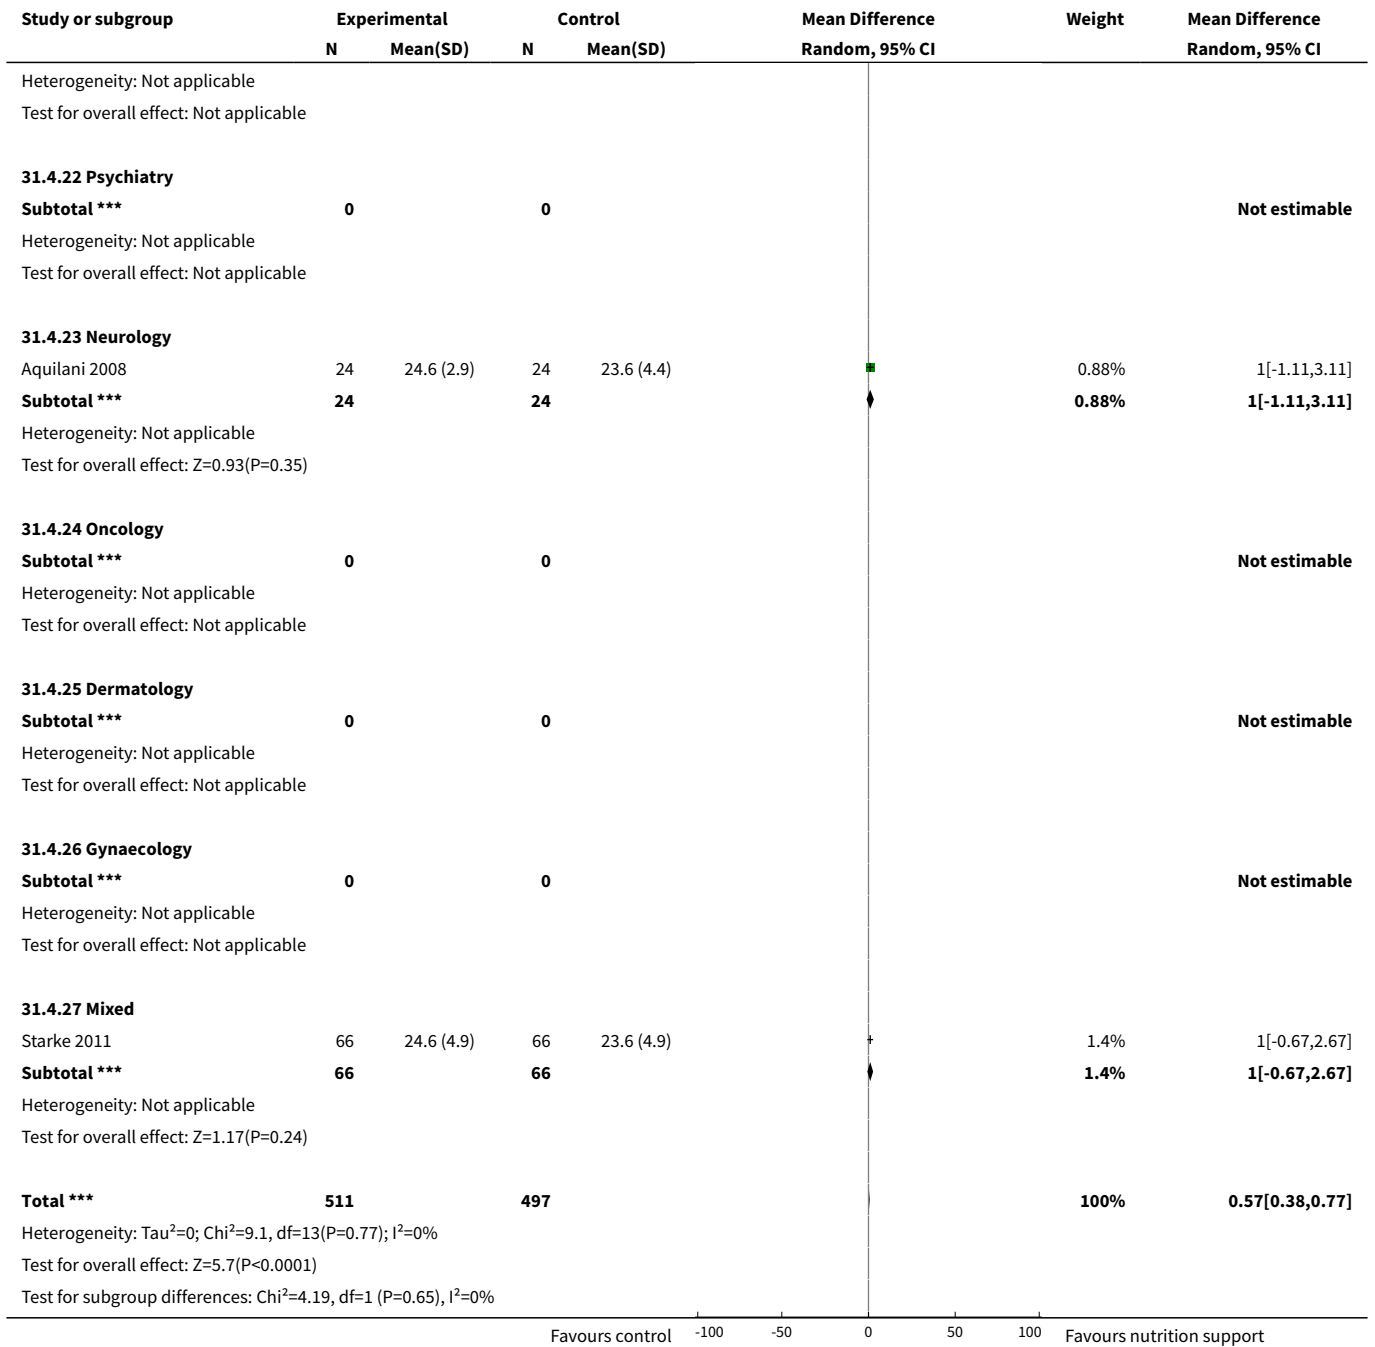 Study or subgroup Experimental Control Mean Difference Weight Mean Difference
N Mean(SD) N Mean(SD) Random, 95% CI Random, 95% CI
Heterogeneity: Not applicable
Test for overall effect: Not applicable
31.4.22 Psychiatry
Subtotal *** 0 0 Not estimable
Heterogeneity: Not applicable
Test for overall effect: Not applicable
31.4.23 Neurology
Aquilani 2008 24 24.6 (2.9) 24 23.6 (4.4) 0.88% 1[-1.11,3.11]
Subtotal *** 24 24 0.88% 1[-1.11,3.11]
Heterogeneity: Not applicable
Test for overall effect: Z=0.93(P=0.35)
31.4.24 Oncology
Subtotal *** 0 0 Not estimable
Heterogeneity: Not applicable
Test for overall effect: Not applicable
31.4.25 Dermatology
Subtotal *** 0 0 Not estimable
Heterogeneity: Not applicable
Test for overall effect: Not applicable
31.4.26 Gynaecology
Subtotal *** 0 0 Not estimable
Heterogeneity: Not applicable
Test for overall effect: Not applicable
31.4.27 Mixed
Starke 2011 66 24.6 (4.9) 66 23.6 (4.9) 1.4% 1[-0.67,2.67]
Subtotal *** 66 66 1.4% 1[-0.67,2.67]
Heterogeneity: Not applicable
Test for overall effect: Z=1.17(P=0.24)
Total *** 511 497 100% 0.57[0.38,0.77]
Heterogeneity: Tau²=0; Chi²=9.1, df=13(P=0.77); I²=0%
Test for overall effect: Z=5.7(P<0.0001)
Test for subgroup differences: Chi²=4.19, df=1 (P=0.65), I²=0%
Favours control -100 -50 0 50 100 Favours nutrition support